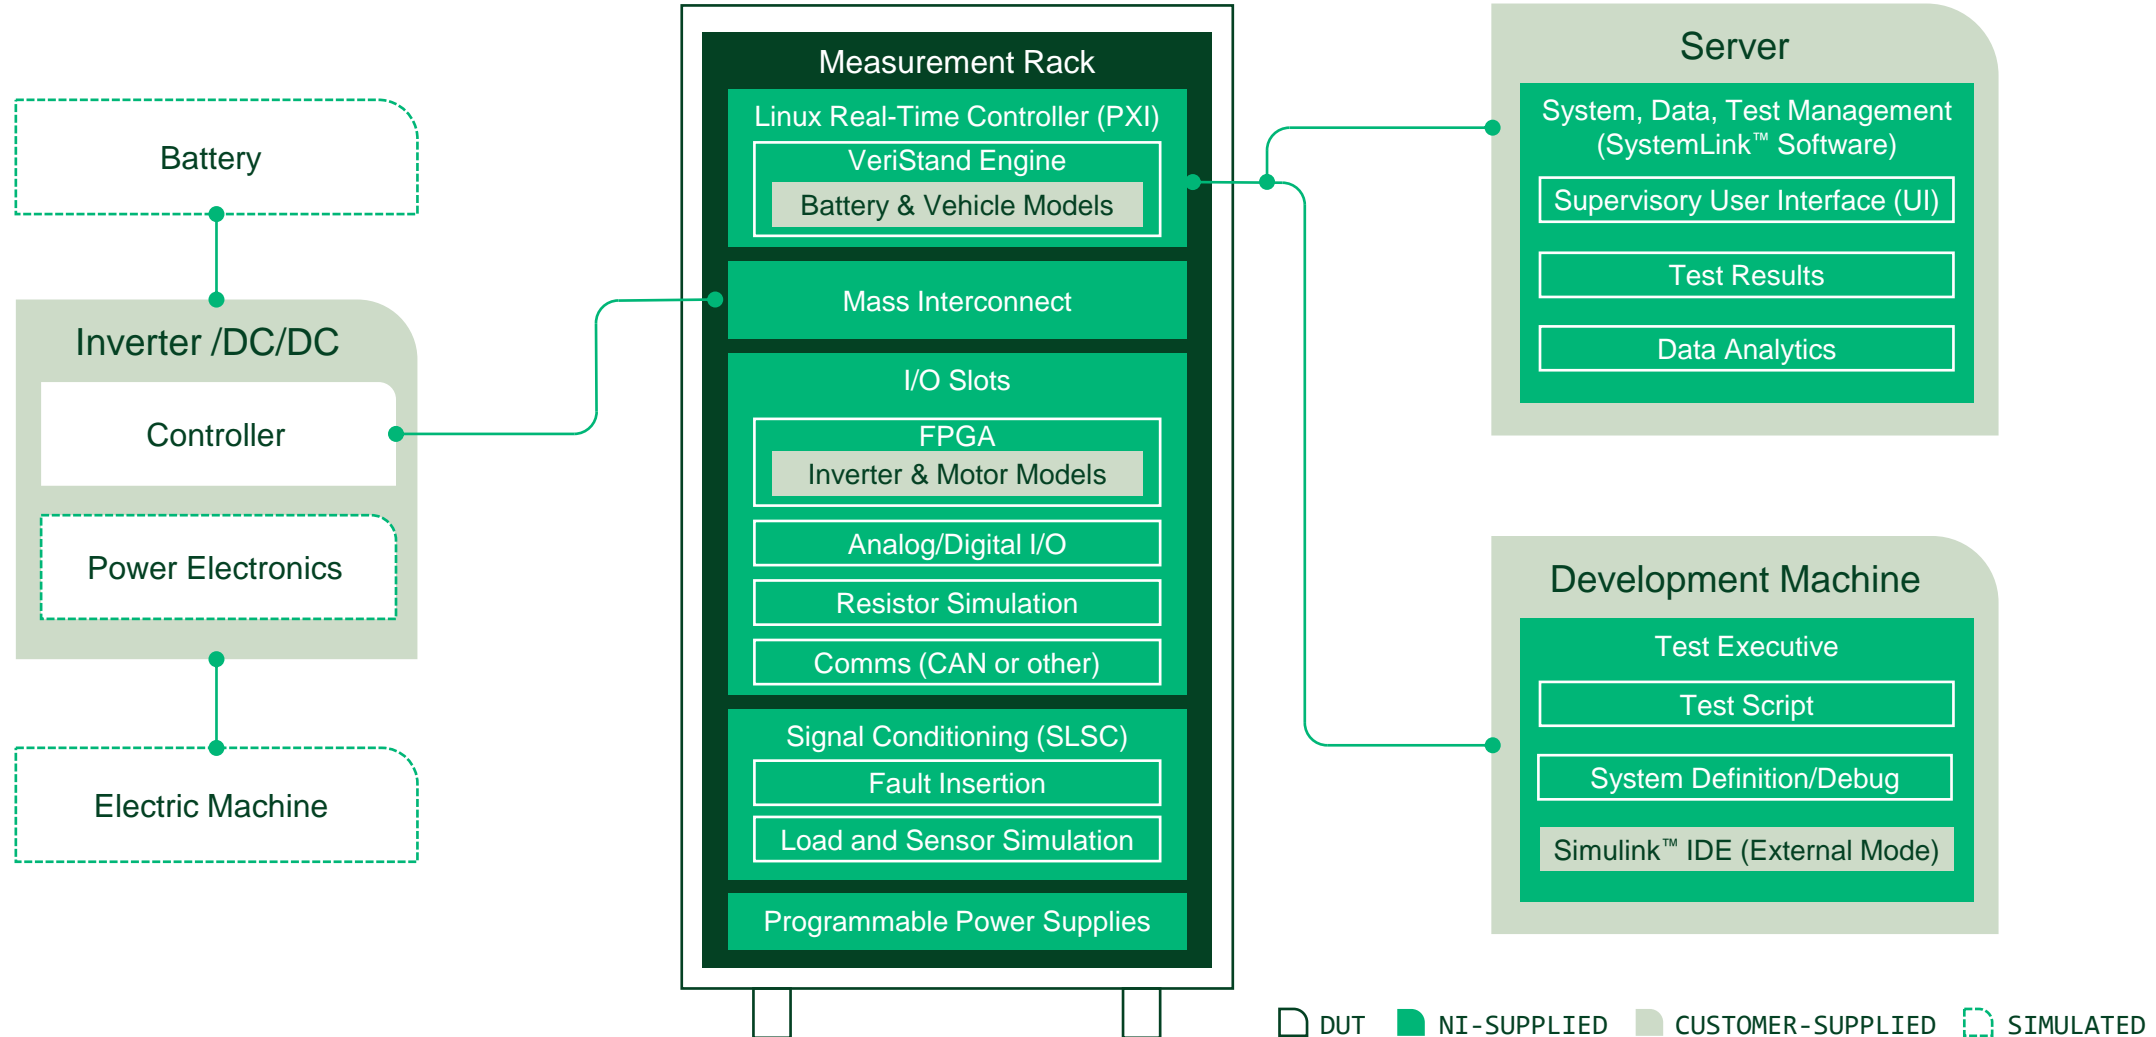 Battery
Inverter /DC/DC
Controller
Power Electronics
Electric Machine
Measurement Rack
Linux Real-Time Controller (PXI)
VeriStand Engine
Battery & Vehicle Models
Mass Interconnect
I/O Slots
FPGA
Inverter & Motor Models
Analog/Digital I/O
Resistor Simulation
Comms (CAN or other)
Signal Conditioning (SLSC)
Fault Insertion
Load and Sensor Simulation
Programmable Power Supplies
Server
System, Data, Test Management
(SystemLink™ Software)
Supervisory User Interface (UI)
Test Results
Data Analytics
Development Machine
Test Executive
Test Script
System Definition/Debug
Simulink™ IDE (External Mode)
DUT
NI-SUPPLIED
CUSTOMER-SUPPLIED
SIMULATED